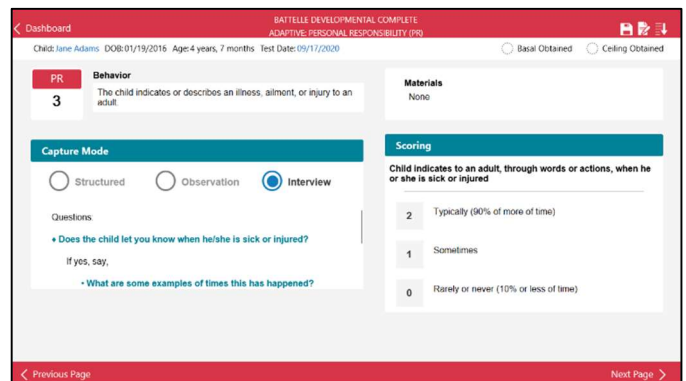 BATTELLE DEVELOPMENTAL COMPLETE
Dashboard
ADAPTIVE: PERSONAL RESPONSIBILITY (PR)
Child: Jane Adams DOB: 01/19/2016 Age: 4 years, 7 months Test Date: 09/17/2020
Basal Obtained
Ceiling Obtained
PR
3
Behavior
The child indicates or describes an illness, ailment, or injury to an
adult.
Materials
None
Capture Mode
Structured
Observation
Interview
Questions:
Does the child let you know when he/she is sick or injured?
If yes, say,
What are some examples of times this has happened?
Scoring
Child indicates to an adult, through words or actions, when he
or she is sick or injured
2 Typically (90% of more of time)
1 Sometimes
0 Rarely or never (10% or less of time)
Previous Page
Next Page